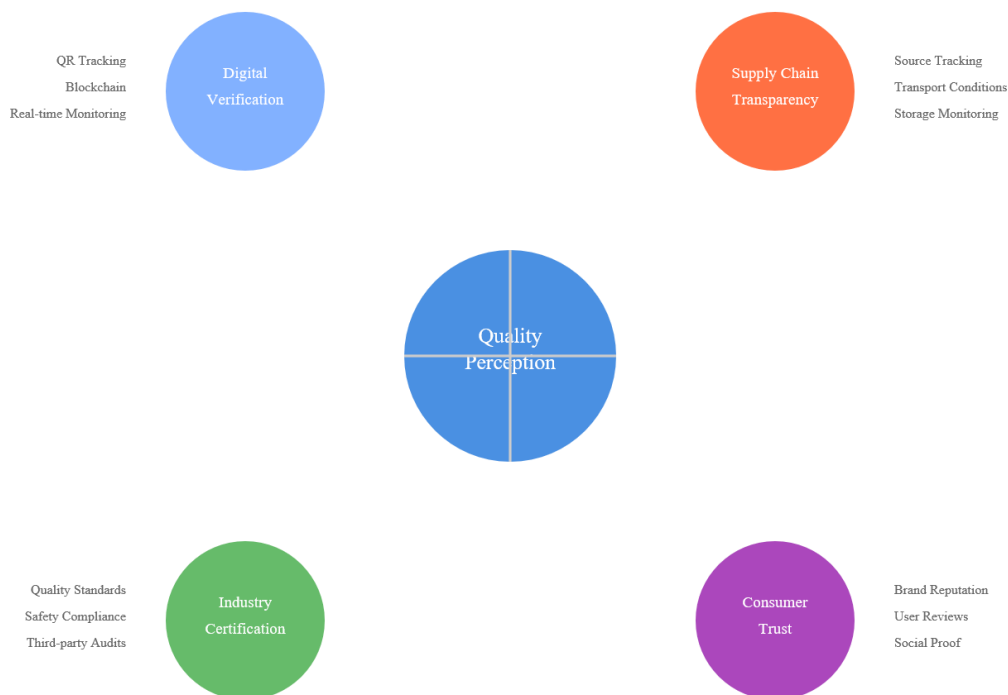 QR Tracking
Blockchain
Real-time Monitoring
Digital
Verification
Supply Chain
Transparency
Source Tracking
Transport Conditions
Storage Monitoring
Quality
Perception
Quality Standards
Safety Compliance
Third-party Audits
Industry
Certification
Consumer
Trust
Brand Reputation
User Reviews
Social Proof